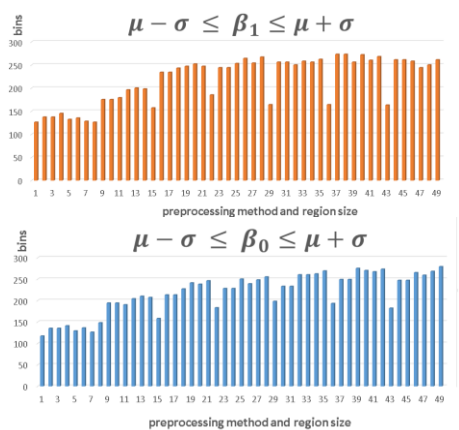 μ − σ ≤ β₁ ≤ μ + σ
bins
300
250
200
150
100
50
0
1 3 5 7 9 11 13 15 17 19 21 23 25 27 29 31 33 35 37 39 41 43 45 47 49
preprocessing method and region size
μ − σ ≤ β₀ ≤ μ + σ
bins
300
250
200
150
100
50
0
1 3 5 7 9 11 13 15 17 19 21 23 25 27 29 31 33 35 37 39 41 43 45 47 49
preprocessing method and region size